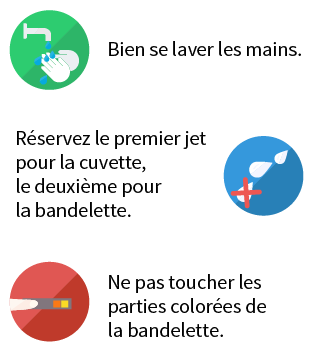 Bien se laver les mains.
Réservez le premier jet
pour la cuvette,
le deuxième pour
la bandelette.
Ne pas toucher les
parties colorées de
la bandelette.